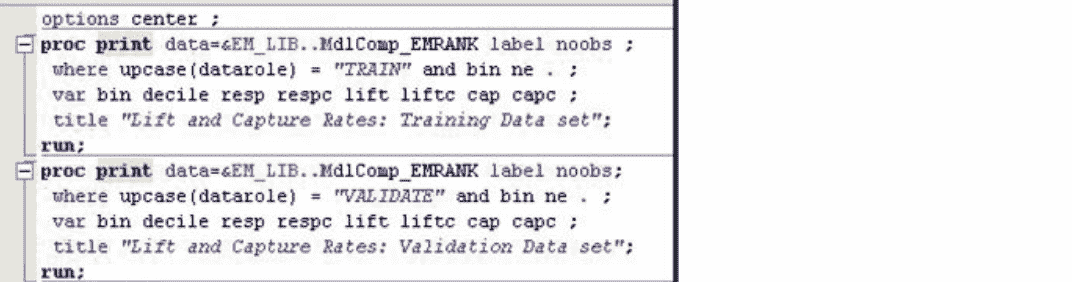 options center ;
proc print data=&EM_LIB..MdlComp_EMRANK label noobs ;
where upcase(datarole) = "TRAIN" and bin ne . ;
var bin decile resp respc lift liftc cap capc ;
title "Lift and Capture Rates: Training Data set";
run;
proc print data=&EM_LIB..MdlComp_EMRANK label noobs;
where upcase(datarole) = "VALIDATE" and bin ne . ;
var bin decile resp respc lift liftc cap capc ;
title "Lift and Capture Rates: Validation Data set";
run;